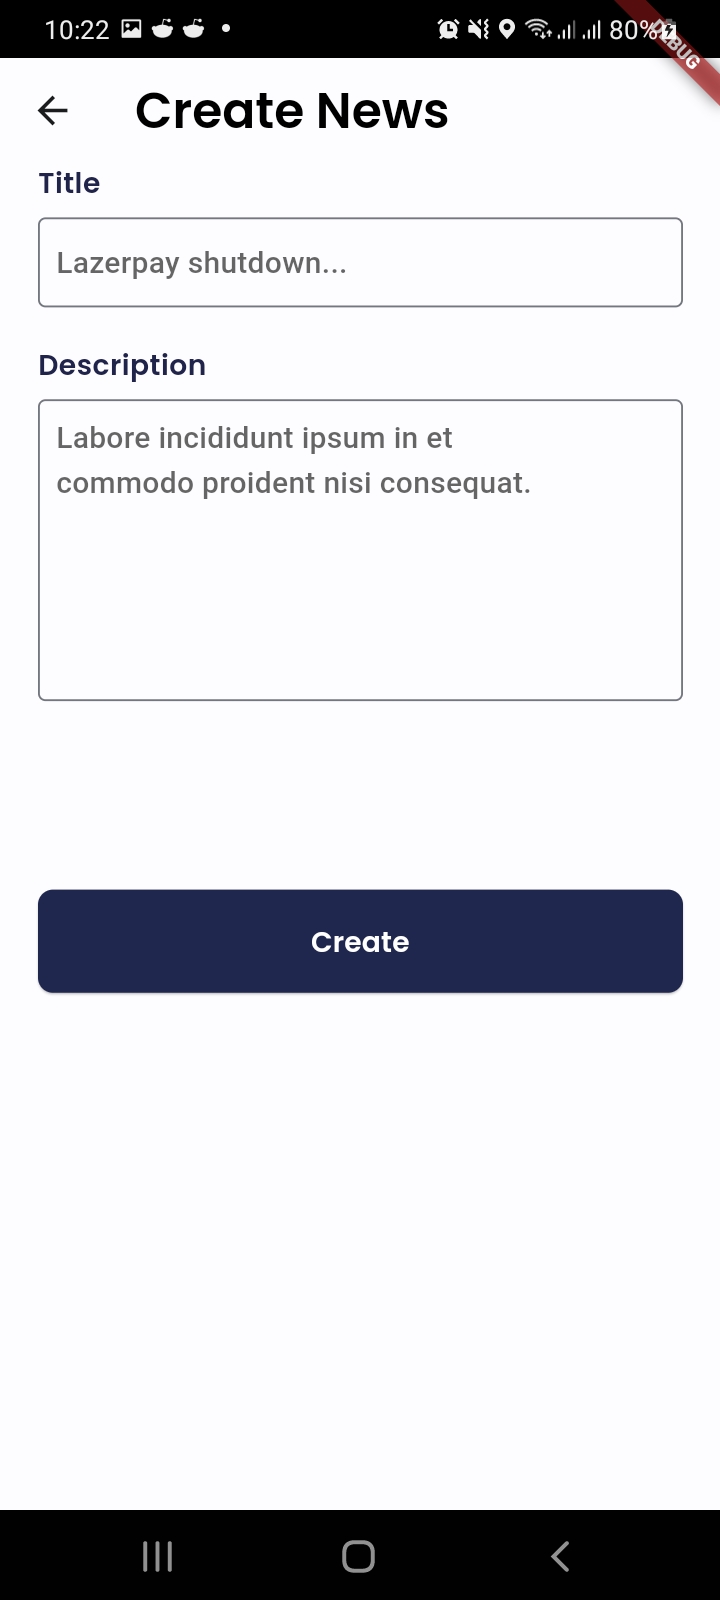 10:22 80%
DEBUG
Create News
Title
Lazerpay shutdown...
Description
Labore incididunt ipsum in et
commodo proident nisi consequat.
Create